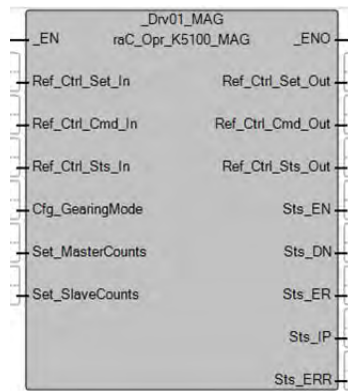 _Drv01_MAG
_EN raC_Opr_K5100_MAG _ENO
Ref_Ctrl_Set_In Ref_Ctrl_Set_Out
Ref_Ctrl_Cmd_In Ref_Ctrl_Cmd_Out
Ref_Ctrl_Sts_In Ref_Ctrl_Sts_Out
Cfg_GearingMode Sts_EN
Set_MasterCounts Sts_DN
Set_SlaveCounts Sts_ER
Sts_IP
Sts_ERR